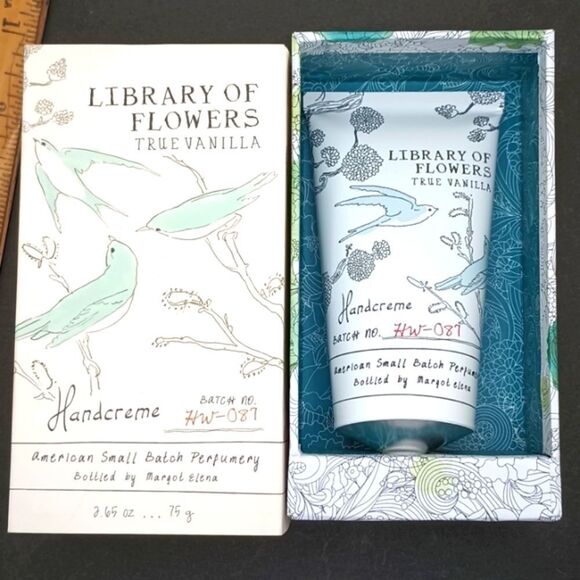 LIBRARY OF
FLOWERS
TRUE VANILLA
Handcreme
BATCH NO.
HW-087
American Small Batch Perfumery
Bottled by Margot Elena
2.65 oz ... 75 g
LIBRARY OF
FLOWERS
TRUE VANILLA
Handcreme
BATCH NO. HW-087
American Small Batch Perfumery
Bottled by Margot Elena